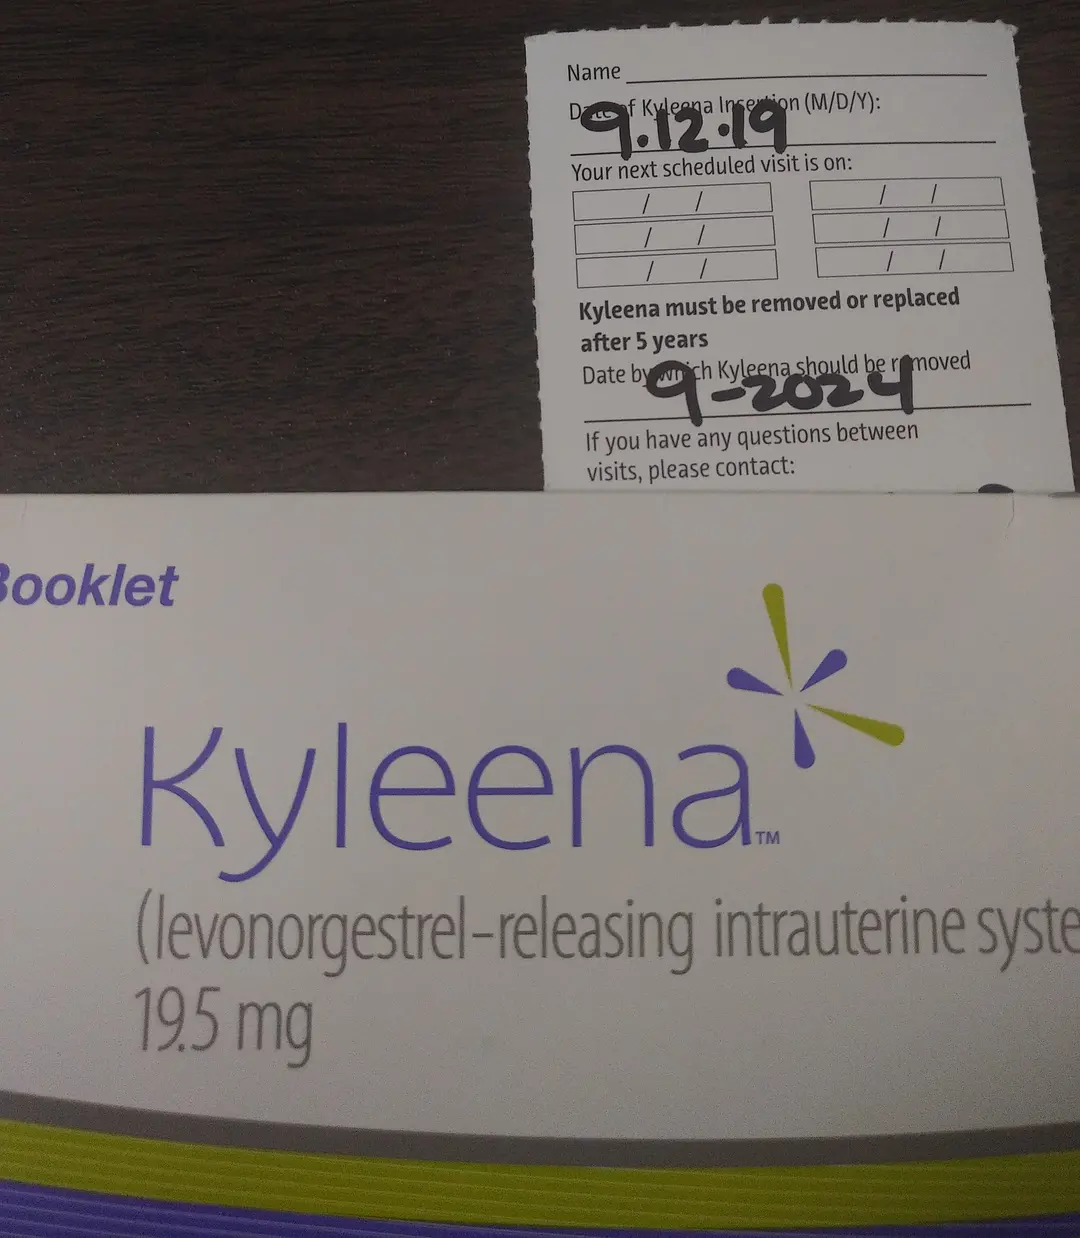 Name
Date of Kyleena Insertion (M/D/Y):
9.12.19
Your next scheduled visit is on:
/ / / /
/ / / /
/ / / /
Kyleena must be removed or replaced
after 5 years
Date by which Kyleena should be removed
9-2024
If you have any questions between
visits, please contact:
Booklet
Kyleena™
(levonorgestrel-releasing intrauterine syste
19.5 mg